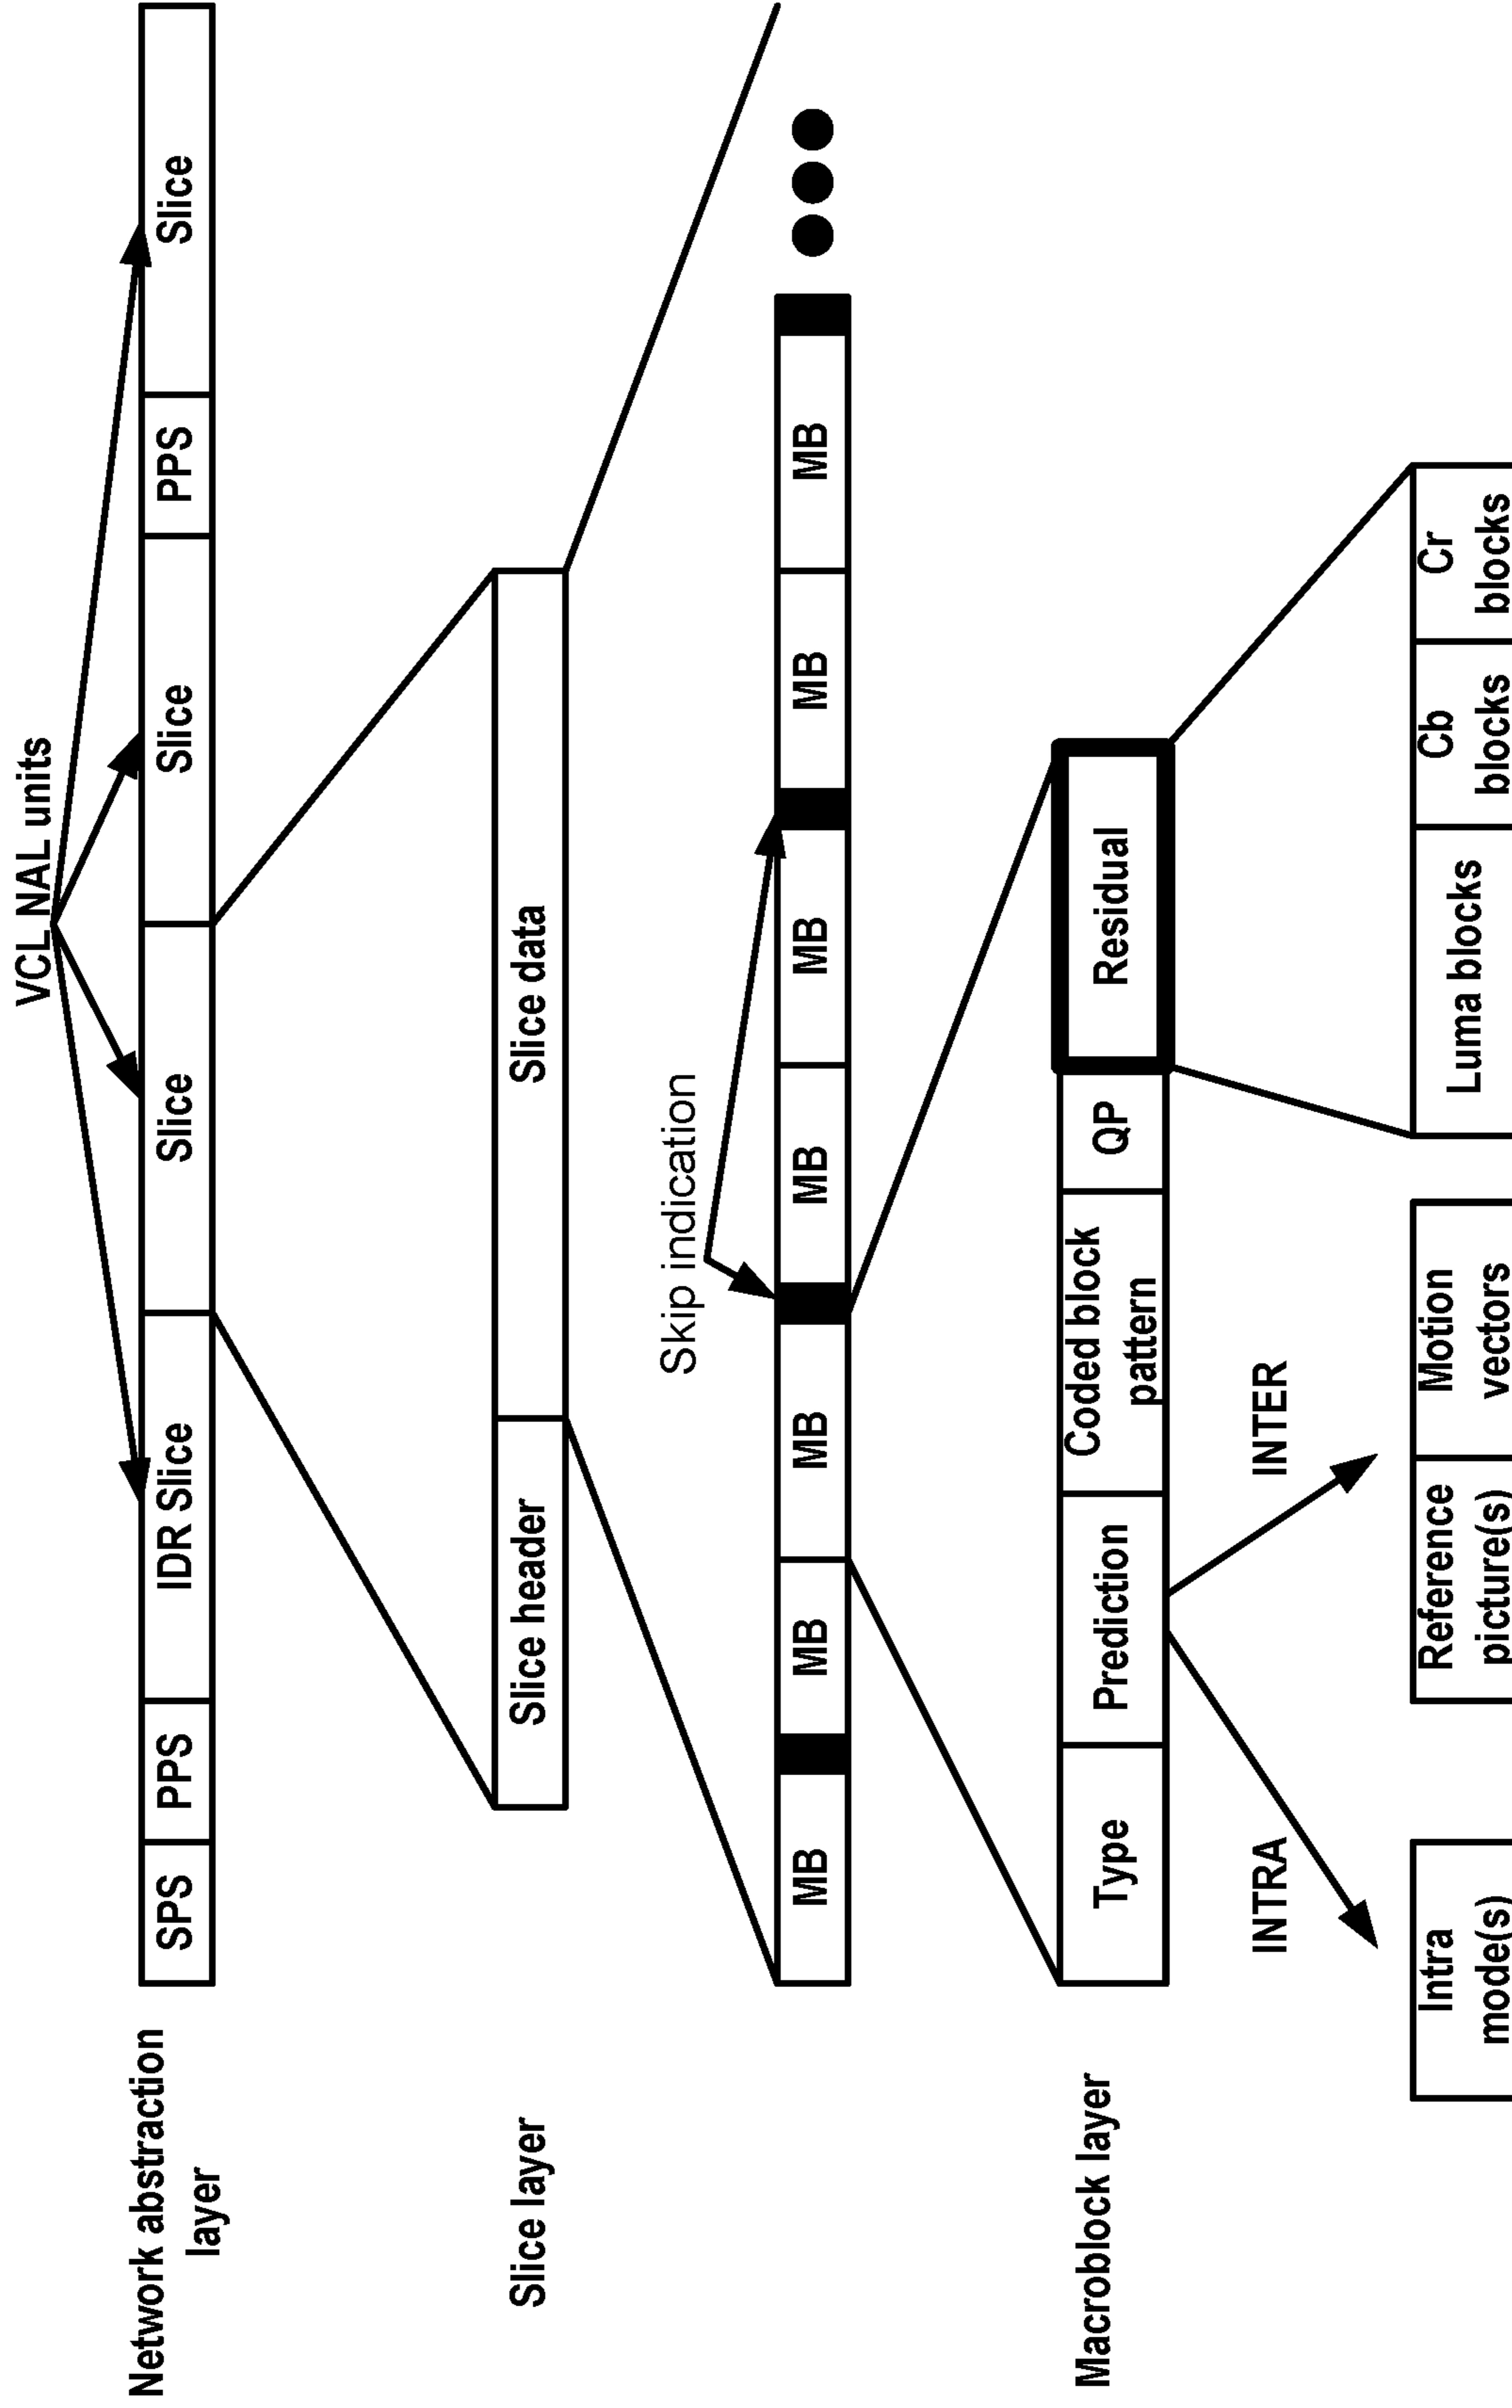 VCL NAL units
Network abstraction
layer
SPS
PPS
IDR Slice
Slice
Slice
PPS
Slice
Slice layer
Slice header
Slice data
Skip indication
MB
MB
MB
MB
MB
MB
MB
Macroblock layer
Type
Prediction
Coded block
pattern
QP
Residual
INTRA
INTER
Intra
mode(s)
Reference
picture(s)
Motion
vectors
Luma blocks
Cb
blocks
Cr
blocks